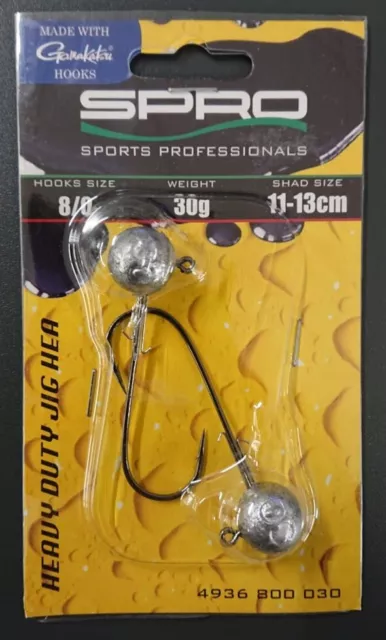 MADE WITH
Gamakatsu
HOOKS
SPRO
SPORTS PROFESSIONALS
HOOKS SIZE WEIGHT SHAD SIZE
8/0 30g 11-13cm
HEAVY DUTY JIG HEA
4936 800 030